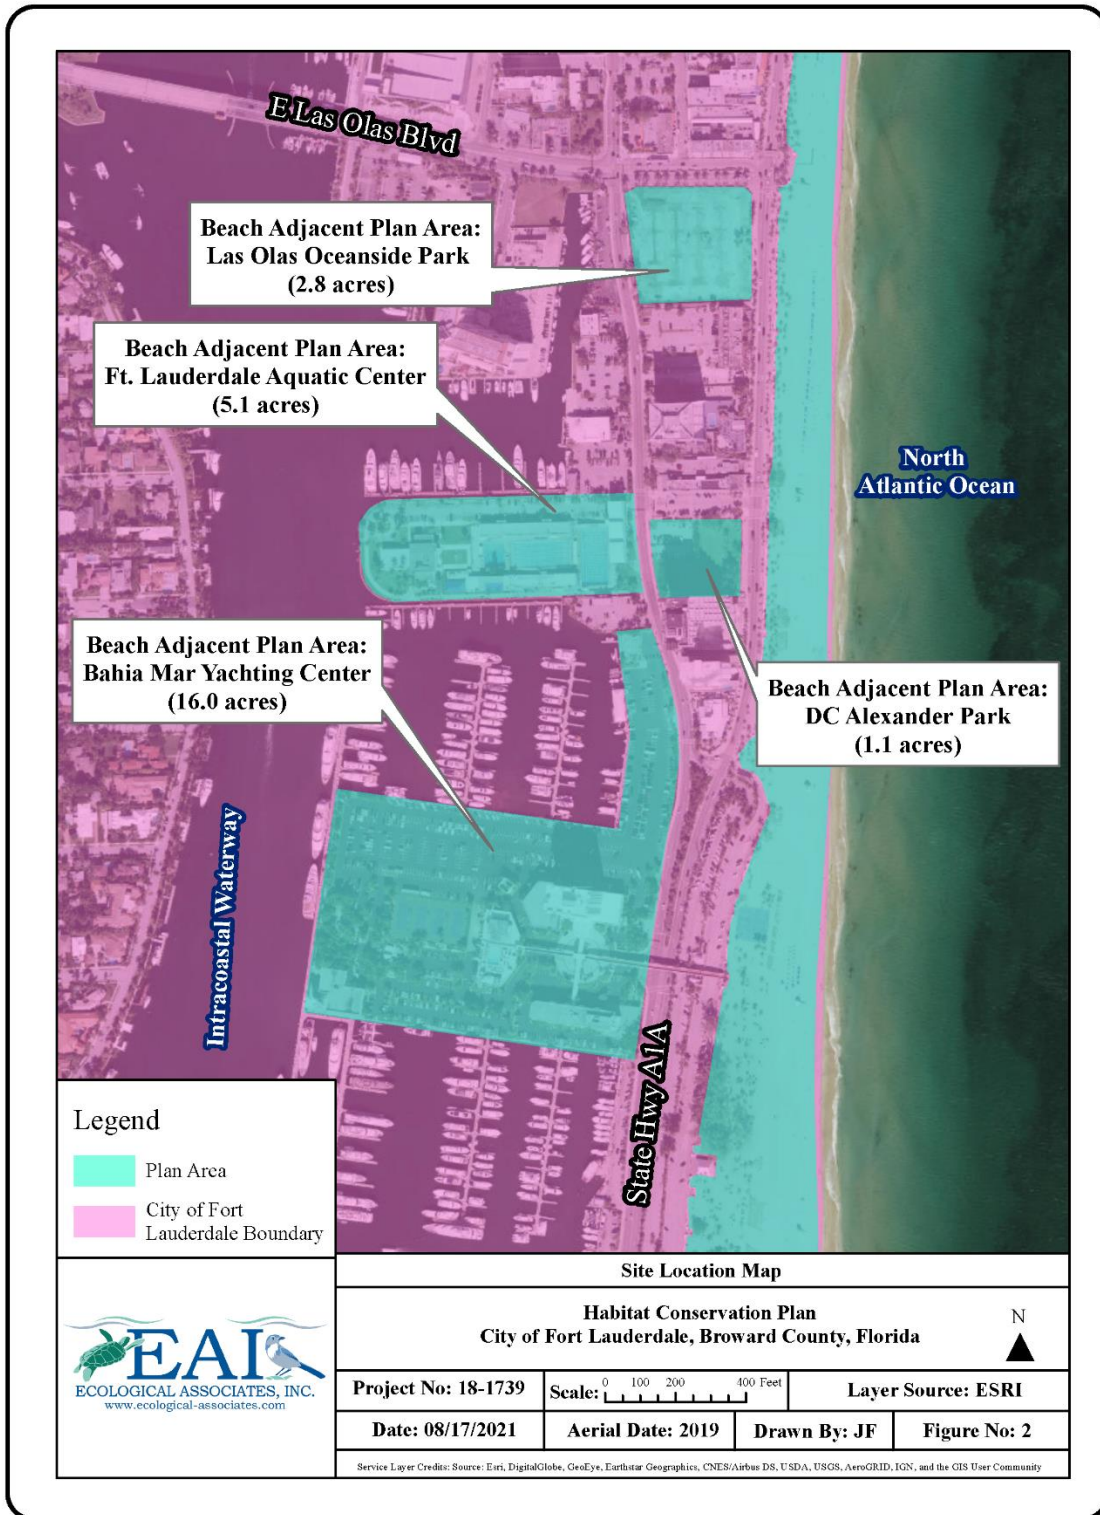 E Las Olas Blvd
Beach Adjacent Plan Area:
Las Olas Oceanside Park
(2.8 acres)
Beach Adjacent Plan Area:
Ft. Lauderdale Aquatic Center
(5.1 acres)
North
Atlantic Ocean
Beach Adjacent Plan Area:
Bahia Mar Yachting Center
(16.0 acres)
Beach Adjacent Plan Area:
DC Alexander Park
(1.1 acres)
Intracoastal Waterway
State Hwy A1A
Legend
Plan Area
City of Fort
Lauderdale Boundary
Site Location Map
Habitat Conservation Plan
City of Fort Lauderdale, Broward County, Florida
N
EAI
ECOLOGICAL ASSOCIATES, INC.
www.ecological-associates.com
Project No: 18-1739
Scale: 0 100 200 400 Feet
Layer Source: ESRI
Date: 08/17/2021
Aerial Date: 2019
Drawn By: JF
Figure No: 2
Service Layer Credits: Source: Esri, DigitalGlobe, GeoEye, Earthstar Geographics, CNES/Airbus DS, USDA, USGS, AeroGRID, IGN, and the GIS User Community